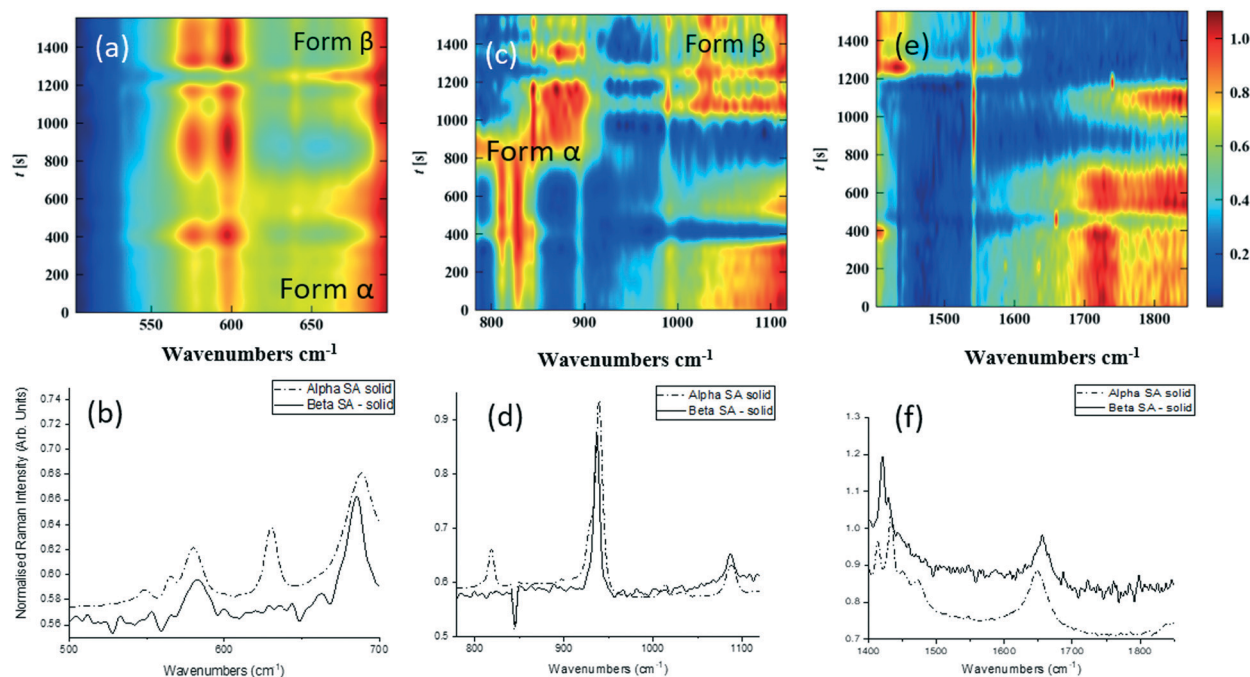 (a)
Form β
Form α
1400
1200
1000
800
600
400
200
0
t [s]
550
600
650
Wavenumbers cm-1
(c)
Form β
Form α
1400
1200
1000
800
600
400
200
0
t [s]
800
900
1000
1100
Wavenumbers cm-1
(e)
1400
1200
1000
800
600
400
200
0
t [s]
1500
1600
1700
1800
Wavenumbers cm-1
1.0
0.8
0.6
0.4
0.2
(b)
Alpha SA solid
Beta SA - solid
0.74
0.72
0.70
0.68
0.66
0.64
0.62
0.60
0.58
0.56
Normalised Raman Intensity (Arb. Units)
500
600
700
Wavenumbers (cm-1)
(d)
Alpha SA solid
Beta SA - solid
0.9
0.8
0.7
0.6
0.5
800
900
1000
1100
Wavenumbers (cm-1)
(f)
Alpha SA solid
Beta SA - solid
1.3
1.2
1.1
1.0
0.9
0.8
0.7
1400
1500
1600
1700
1800
Wavenumbers (cm-1)